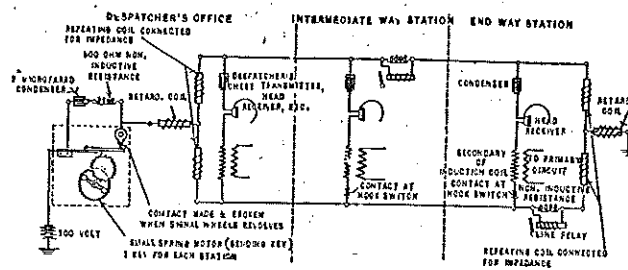 DESPATCHER'S OFFICE
INTERMEDIATE WAY STATION
END WAY STATION
REPEATING COIL CONNECTED
FOR IMPEDANCE
500 OHM NON.
INDUCTIVE
RESISTANCE
2 MICROFARAD
CONDENSER
RETARD. COIL
DESPATCHER'S
CHEST TRANSMITTER,
HEAD
RECEIVER, ETC.
CONDENSER
RETARD
COIL
HEAD
RECEIVER
SECONDARY
OF
INDUCTION COIL
CONTACT AT
HOOK SWITCH
TO PRIMARY
CIRCUIT
NON. INDUCTIVE
RESISTANCE
CONTACT AT
HOOK SWITCH
LINE RELAY
CONTACT MADE & BROKEN
WHEN SIGNAL WHEELS REVOLVES
300 VOLT
SMALL SPRING MOTOR (SENDING KEY)
1 KEY FOR EACH STATION
REPEATING COIL CONNECTED
FOR IMPEDANCE